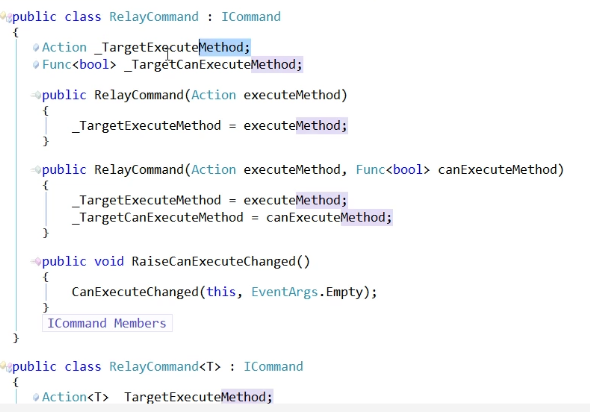 public class RelayCommand : ICommand
{
Action _TargetExecuteMethod;
Func<bool> _TargetCanExecuteMethod;
public RelayCommand(Action executeMethod)
{
_TargetExecuteMethod = executeMethod;
}
public RelayCommand(Action executeMethod, Func<bool> canExecuteMethod)
{
_TargetExecuteMethod = executeMethod;
_TargetCanExecuteMethod = canExecuteMethod;
}
public void RaiseCanExecuteChanged()
{
CanExecuteChanged(this, EventArgs.Empty);
}
ICommand Members
}
public class RelayCommand<T> : ICommand
{
Action<T> _TargetExecuteMethod;